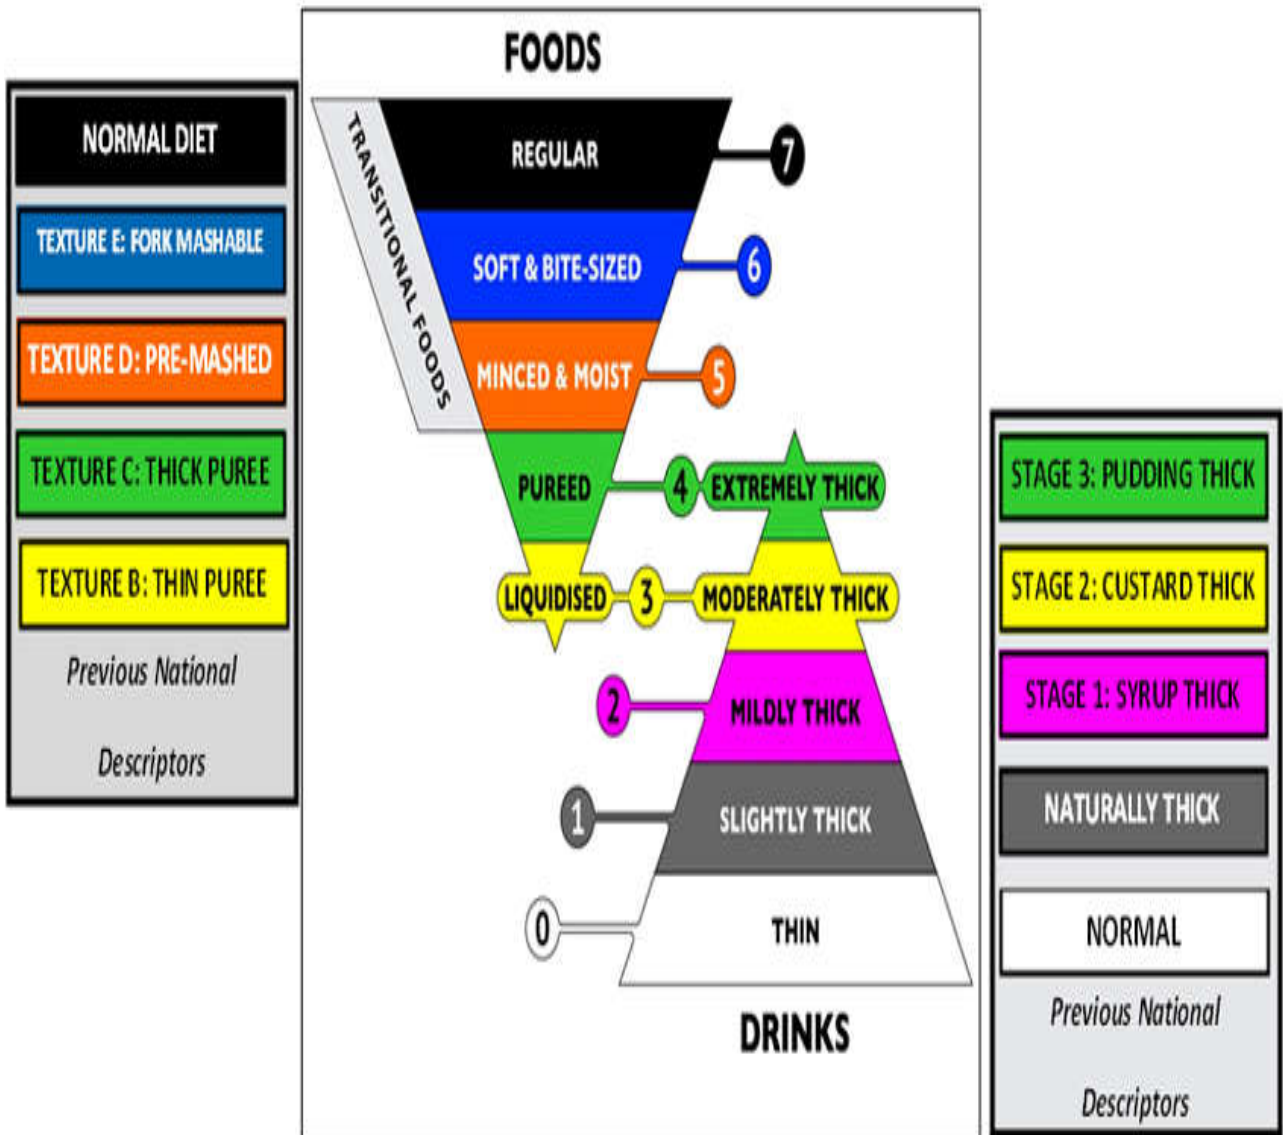 NORMAL DIET
TEXTURE E: FORK MASHABLE
TEXTURE D: PRE-MASHED
TEXTURE C: THICK PUREE
TEXTURE B: THIN PUREE
Previous National
Descriptors
FOODS
TRANSITIONAL FOODS
REGULAR
7
SOFT & BITE-SIZED
6
MINCED & MOIST
5
PUREED
4
EXTREMELY THICK
LIQUIDISED
3
MODERATELY THICK
2
MILDLY THICK
1
SLIGHTLY THICK
0
THIN
DRINKS
STAGE 3: PUDDING THICK
STAGE 2: CUSTARD THICK
STAGE 1: SYRUP THICK
NATURALLY THICK
NORMAL
Previous National
Descriptors